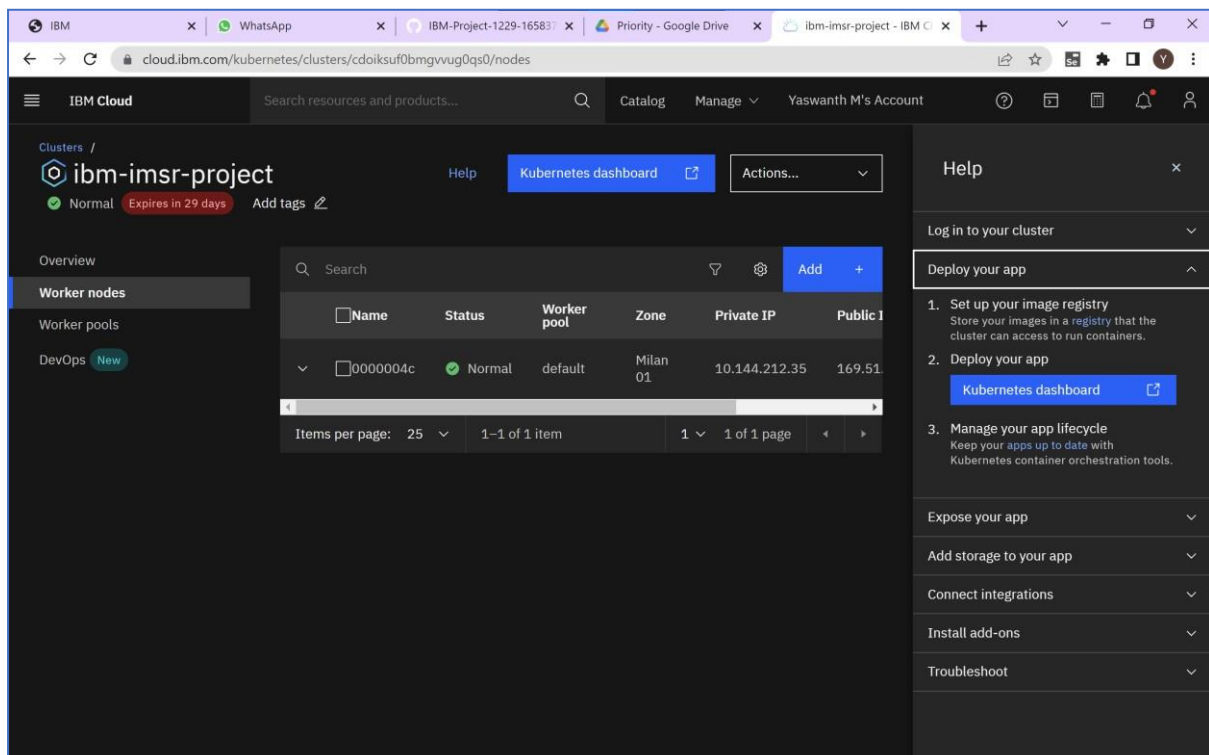 IBM
WhatsApp
IBM-Project-1229-165837
Priority - Google Drive
ibm-imsr-project - IBM Cl
cloud.ibm.com/kubernetes/clusters/cdoiksuf0bmgvvug0qs0/nodes
Se
Y
IBM Cloud
Search resources and products...
Catalog
Manage
Yaswanth M's Account
Clusters /
ibm-imsr-project
Help
Kubernetes dashboard
Actions...
Normal
Expires in 29 days
Add tags
Overview
Worker nodes
Worker pools
DevOps New
Search
Add +
Name Status Worker pool Zone Private IP Public I
0000004c Normal default Milan 01 10.144.212.35 169.51.
Items per page: 25 1–1 of 1 item 1 1 of 1 page
Help
Log in to your cluster
Deploy your app
1. Set up your image registry
Store your images in a registry that the
cluster can access to run containers.
2. Deploy your app
Kubernetes dashboard
3. Manage your app lifecycle
Keep your apps up to date with
Kubernetes container orchestration tools.
Expose your app
Add storage to your app
Connect integrations
Install add-ons
Troubleshoot